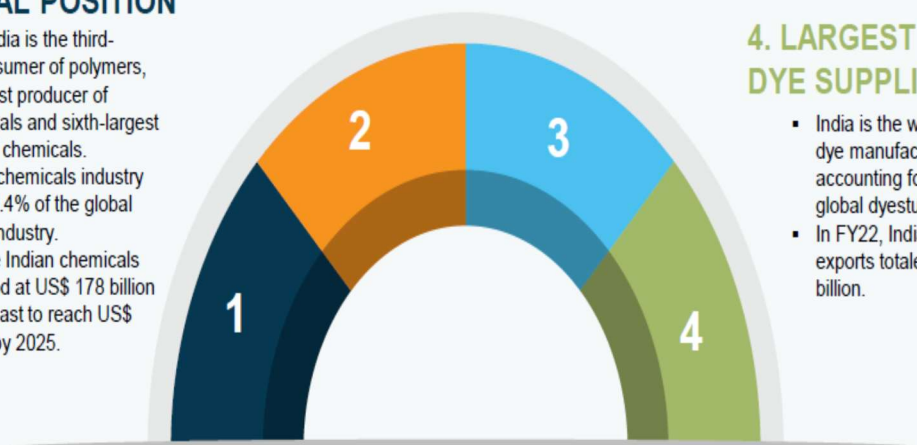 AL POSITION
dia is the third-
sumer of polymers,
st producer of
als and sixth-largest
chemicals.
chemicals industry
.4% of the global
ndustry.
e Indian chemicals
d at US$ 178 billion
ast to reach US$
by 2025.
1
2
3
4
4. LARGEST
DYE SUPPLI
▪ India is the w
dye manufac
accounting fo
global dyestu
▪ In FY22, Indi
exports totale
billion.